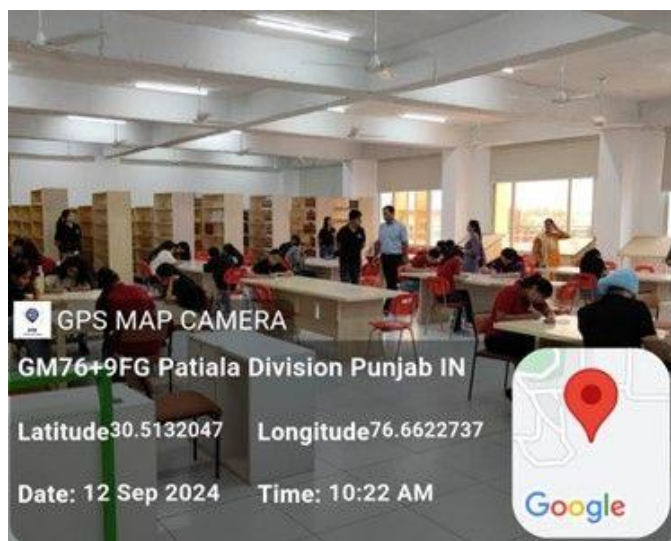 GPS MAP CAMERA
GM76+9FG Patiala Division Punjab IN
Latitude30.5132047 Longitude76.6622737
Date: 12 Sep 2024 Time: 10:22 AM
Google